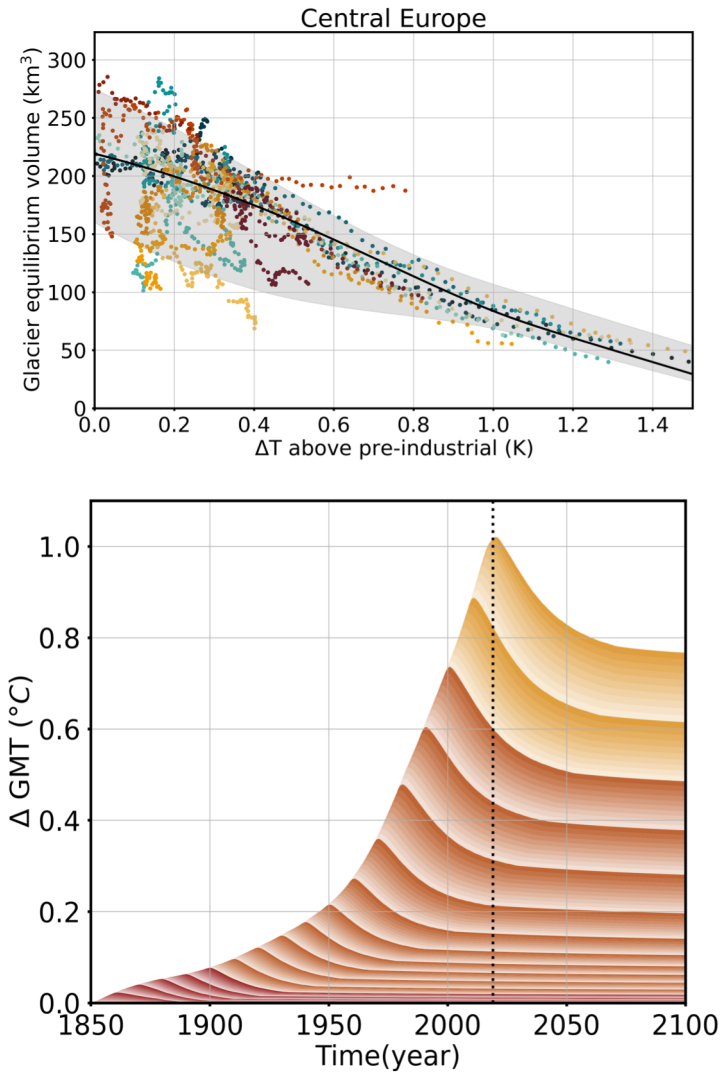 Central Europe
Glacier equilibrium volume (km³)
300
250
200
150
100
50
0
0.0 0.2 0.4 0.6 0.8 1.0 1.2 1.4
ΔT above pre-industrial (K)
Δ GMT (°C)
1.0
0.8
0.6
0.4
0.2
0.0
1850 1900 1950 2000 2050 2100
Time(year)